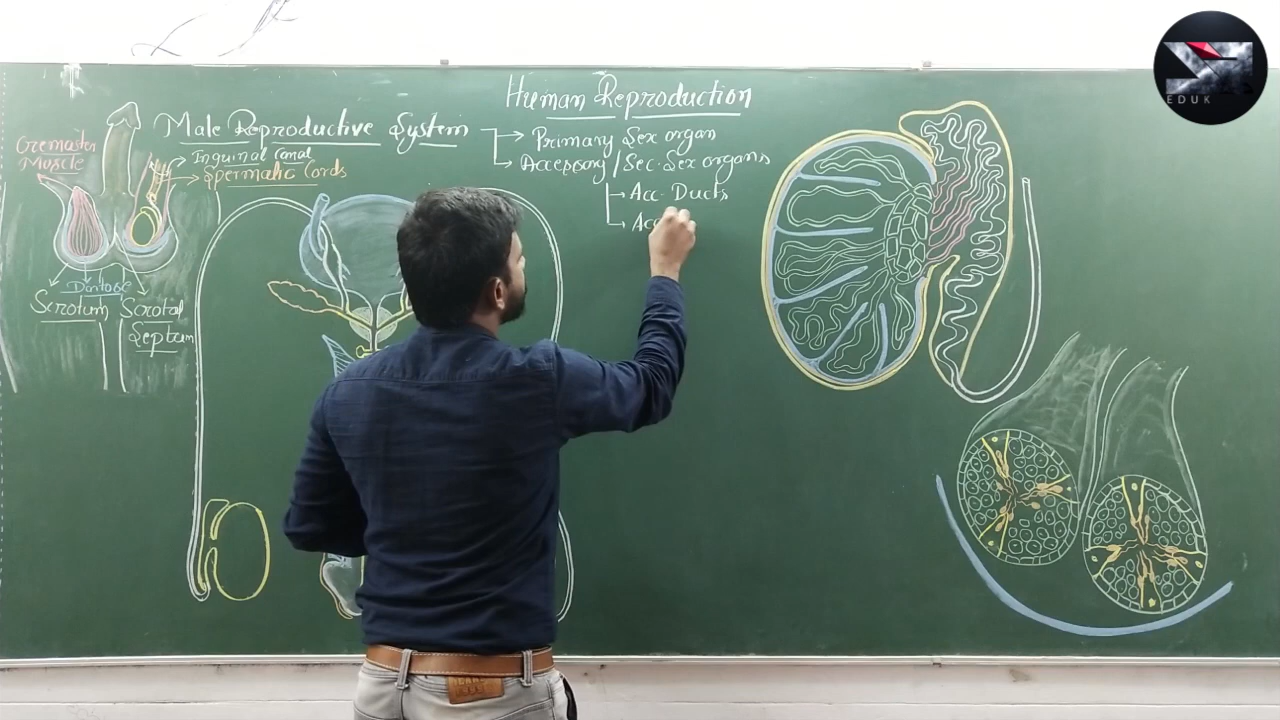 Human Reproduction
Male Reproductive System
Primary Sex organ
Accessory/Sec. Sex organs
Acc. Ducts
Acc
Cremaster
Muscle
Inguinal Canal
Spermatic Cords
Dartose
Scrotum Scrotal
Septum
EDUK